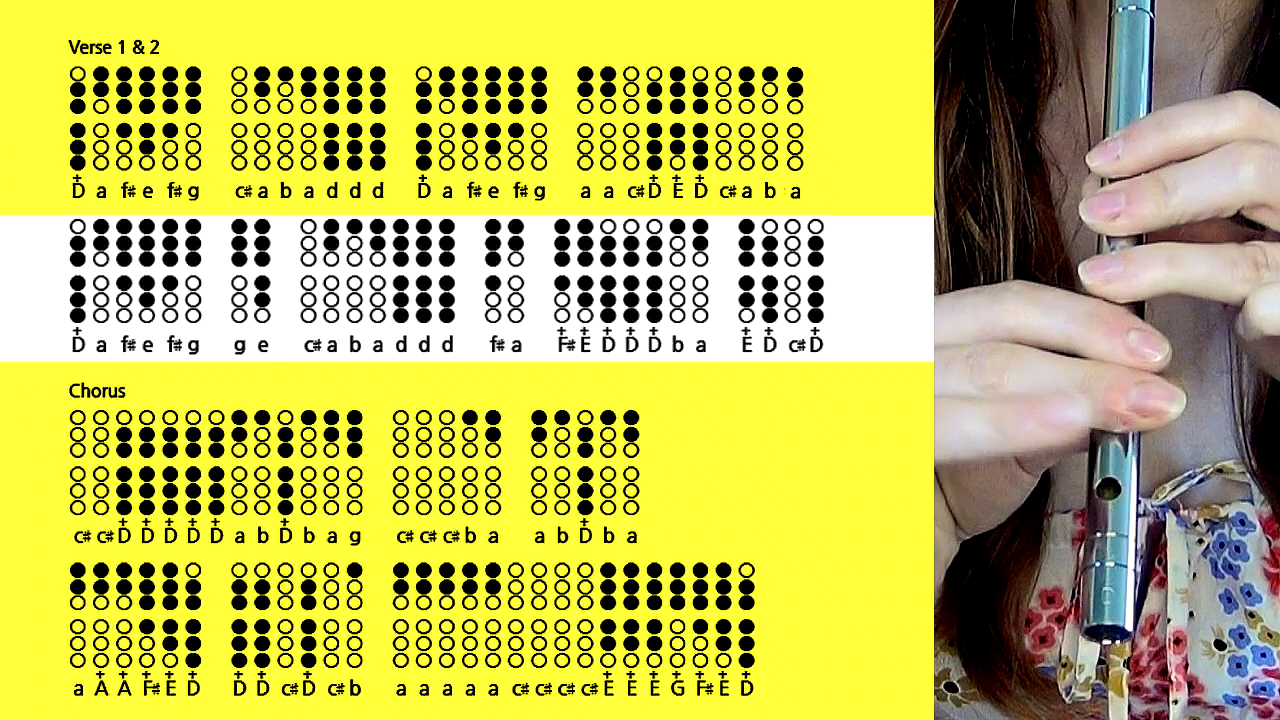 Verse 1 & 2
+ + + + +
D a f# e f# g c# a b a d d d D a f# e f# g a a c# D E D c# a b a
+ + + + + + + + +
D a f# e f# g g e c# a b a d d d f# a F# E D D D b a E D c# D
Chorus
+ + + + + + +
c# c# D D D D D a b D b a g c# c# c# b a a b D b a
+ + + + + + + + + + + + + + +
a A A F# E D D D c# D c# b a a a a a c# c# c# c# E E E G F# E D